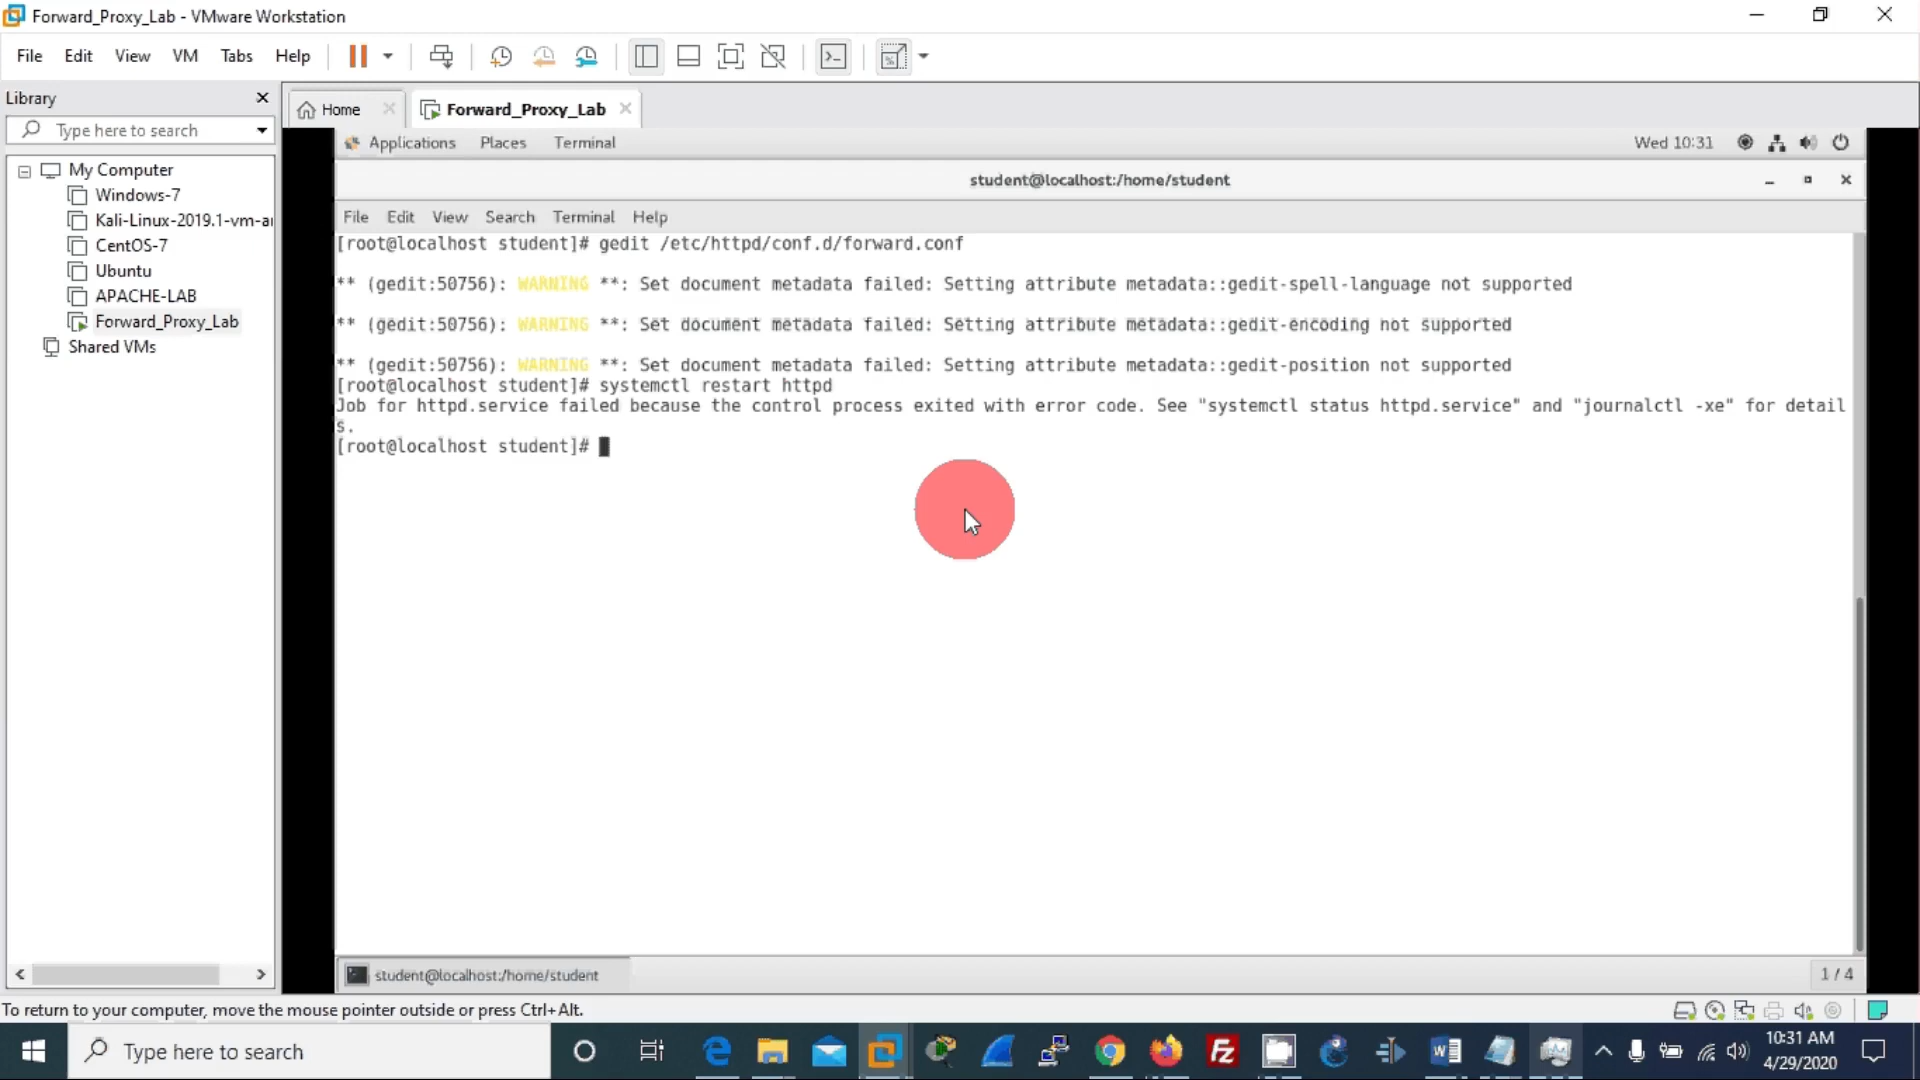 Forward_Proxy_Lab - VMware Workstation
File Edit View VM Tabs Help
Library
Type here to search
My Computer
Windows-7
Kali-Linux-2019.1-vm-a
CentOS-7
Ubuntu
APACHE-LAB
Forward_Proxy_Lab
Shared VMs
Home Forward_Proxy_Lab
Applications Places Terminal Wed 10:31
student@localhost:/home/student
File Edit View Search Terminal Help
[root@localhost student]# gedit /etc/httpd/conf.d/forward.conf
** (gedit:50756): WARNING **: Set document metadata failed: Setting attribute metadata::gedit-spell-language not supported
** (gedit:50756): WARNING **: Set document metadata failed: Setting attribute metadata::gedit-encoding not supported
** (gedit:50756): WARNING **: Set document metadata failed: Setting attribute metadata::gedit-position not supported
[root@localhost student]# systemctl restart httpd
Job for httpd.service failed because the control process exited with error code. See "systemctl status httpd.service" and "journalctl -xe" for detail
s.
[root@localhost student]#
student@localhost:/home/student 1 / 4
To return to your computer, move the mouse pointer outside or press Ctrl+Alt.
Type here to search
10:31 AM
4/29/2020